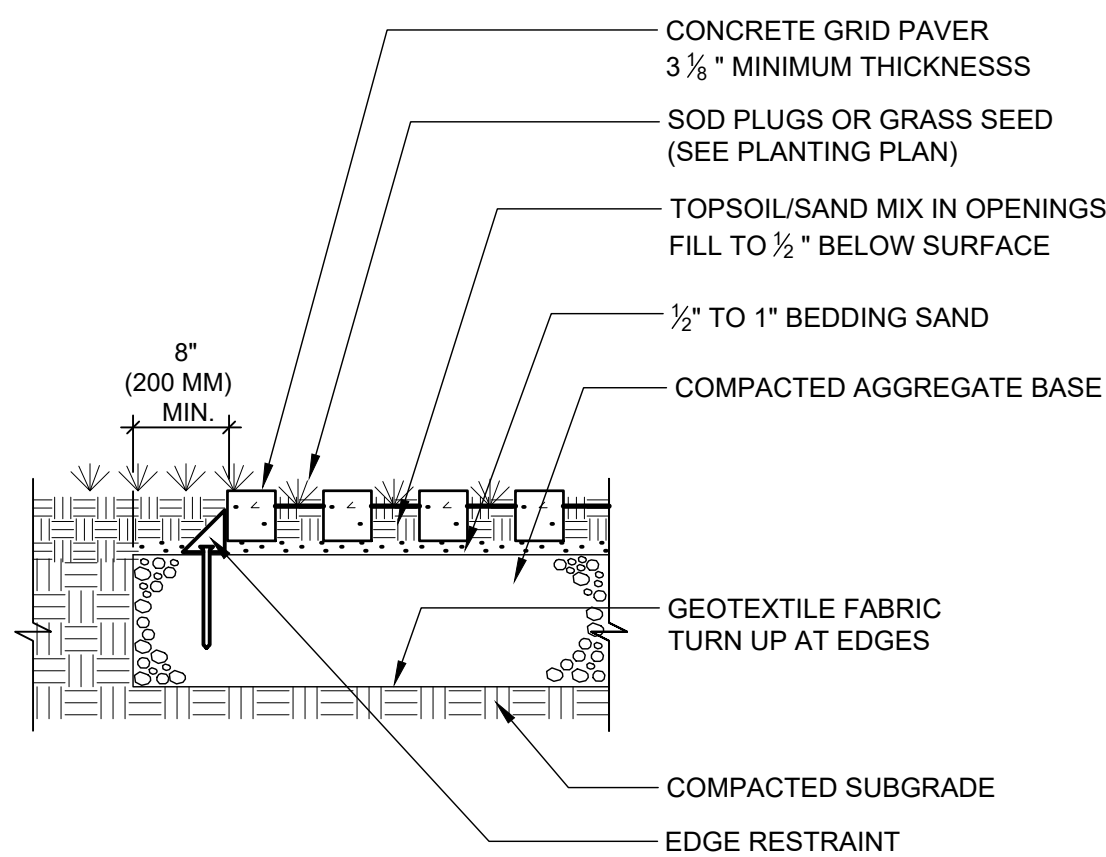 CONCRETE GRID PAVER
3 ⅛ " MINIMUM THICKNESSS
SOD PLUGS OR GRASS SEED
(SEE PLANTING PLAN)
TOPSOIL/SAND MIX IN OPENINGS
FILL TO ½ " BELOW SURFACE
½" TO 1" BEDDING SAND
8"
(200 MM)
MIN.
COMPACTED AGGREGATE BASE
GEOTEXTILE FABRIC
TURN UP AT EDGES
COMPACTED SUBGRADE
EDGE RESTRAINT